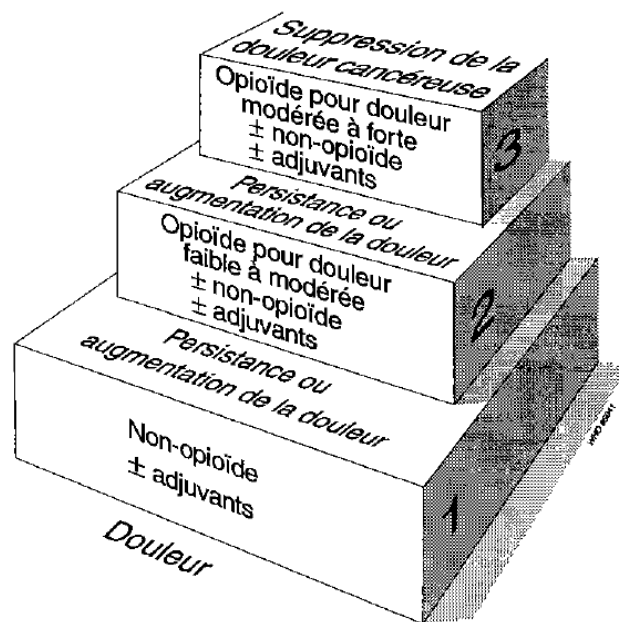 Suppression de la
douleur cancéreuse
Opioïde pour douleur
modérée à forte
± non-opioïde
± adjuvants
3
Persistance ou
augmentation de la douleur
Opioïde pour douleur
faible à modérée
± non-opioïde
± adjuvants
2
Persistance ou
augmentation de la douleur
Non-opioïde
± adjuvants
1
Douleur